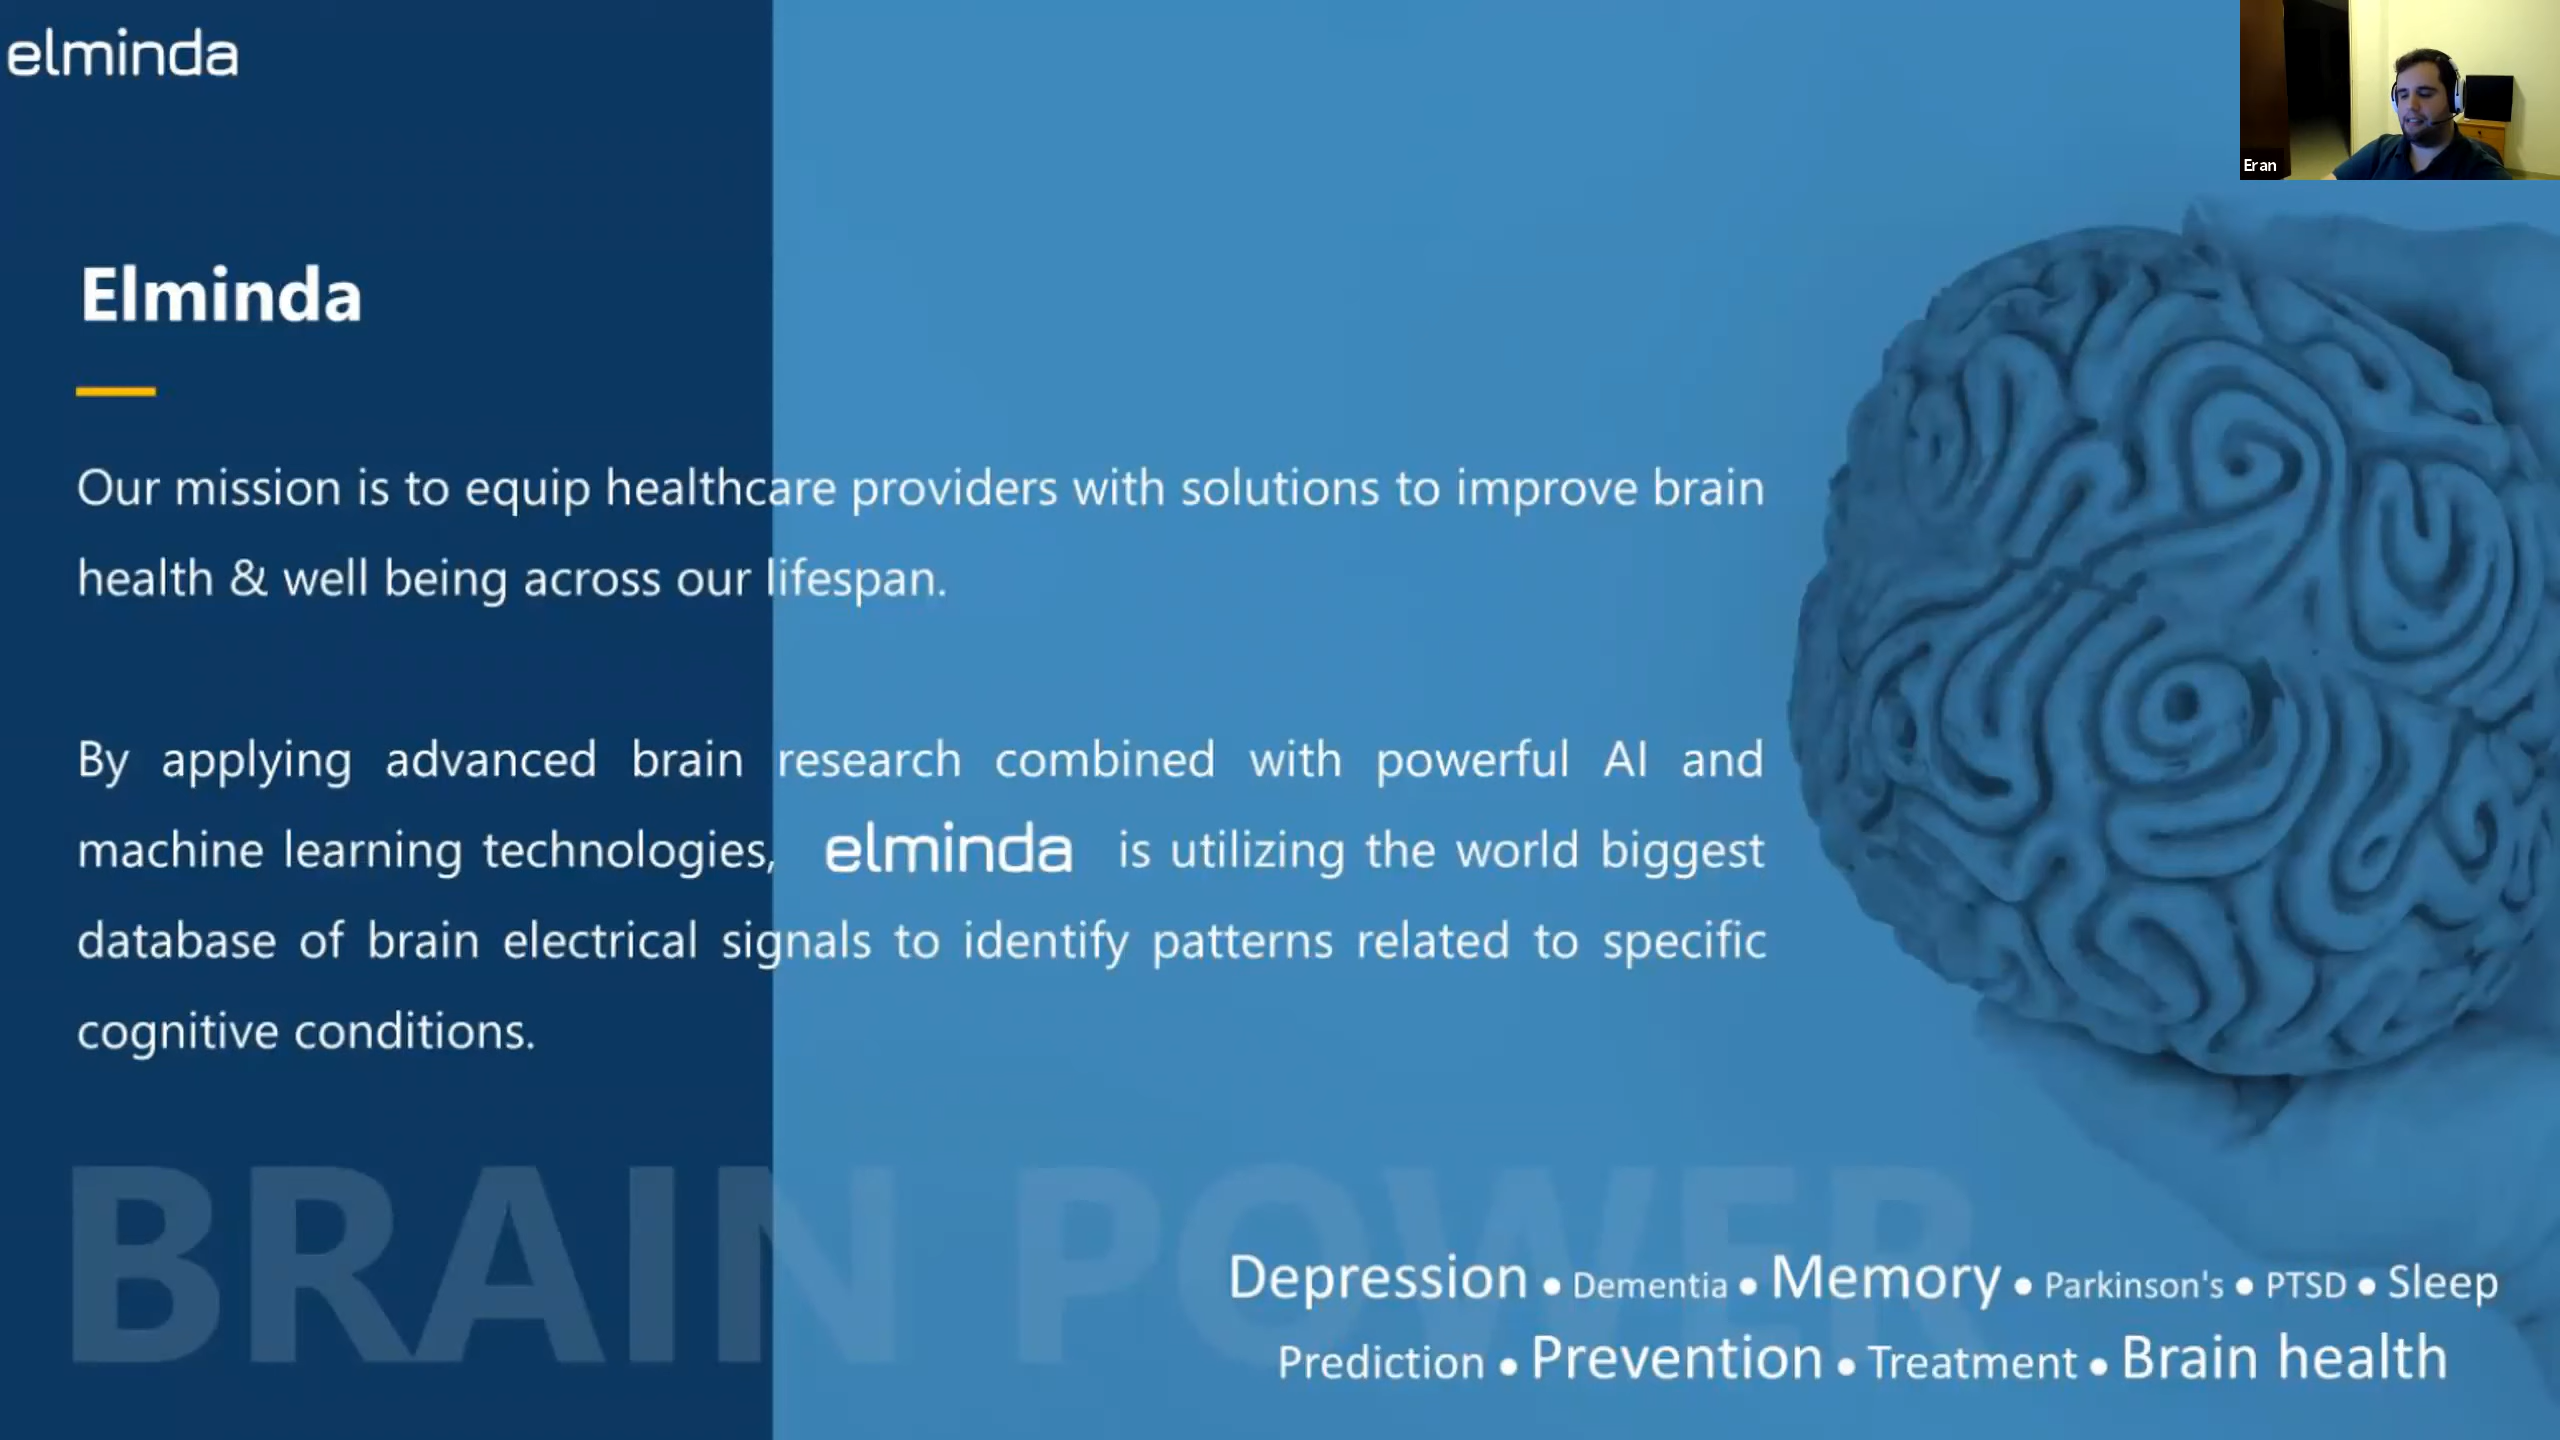 elminda
Eran
Elminda
Our mission is to equip healthcare providers with solutions to improve brain
health & well being across our lifespan.
By applying advanced brain research combined with powerful AI and
machine learning technologies, elminda is utilizing the world biggest
database of brain electrical signals to identify patterns related to specific
cognitive conditions.
BRAIN POWER
Depression • Dementia • Memory • Parkinson's • PTSD • Sleep
Prediction • Prevention • Treatment • Brain health